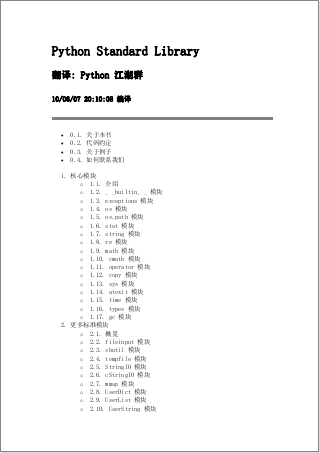 Python Standard Library
翻译: Python 江湖群
10/06/07 20:10:08 编译
• 0.1. 关于本书
• 0.2. 代码约定
• 0.3. 关于例子
• 0.4. 如何联系我们
1. 核心模块
o 1.1. 介绍
o 1.2. _ _builtin_ _ 模块
o 1.3. exceptions 模块
o 1.4. os 模块
o 1.5. os.path 模块
o 1.6. stat 模块
o 1.7. string 模块
o 1.8. re 模块
o 1.9. math 模块
o 1.10. cmath 模块
o 1.11. operator 模块
o 1.12. copy 模块
o 1.13. sys 模块
o 1.14. atexit 模块
o 1.15. time 模块
o 1.16. types 模块
o 1.17. gc 模块
2. 更多标准模块
o 2.1. 概览
o 2.2. fileinput 模块
o 2.3. shutil 模块
o 2.4. tempfile 模块
o 2.5. StringIO 模块
o 2.6. cStringIO 模块
o 2.7. mmap 模块
o 2.8. UserDict 模块
o 2.9. UserList 模块
o 2.10. UserString 模块